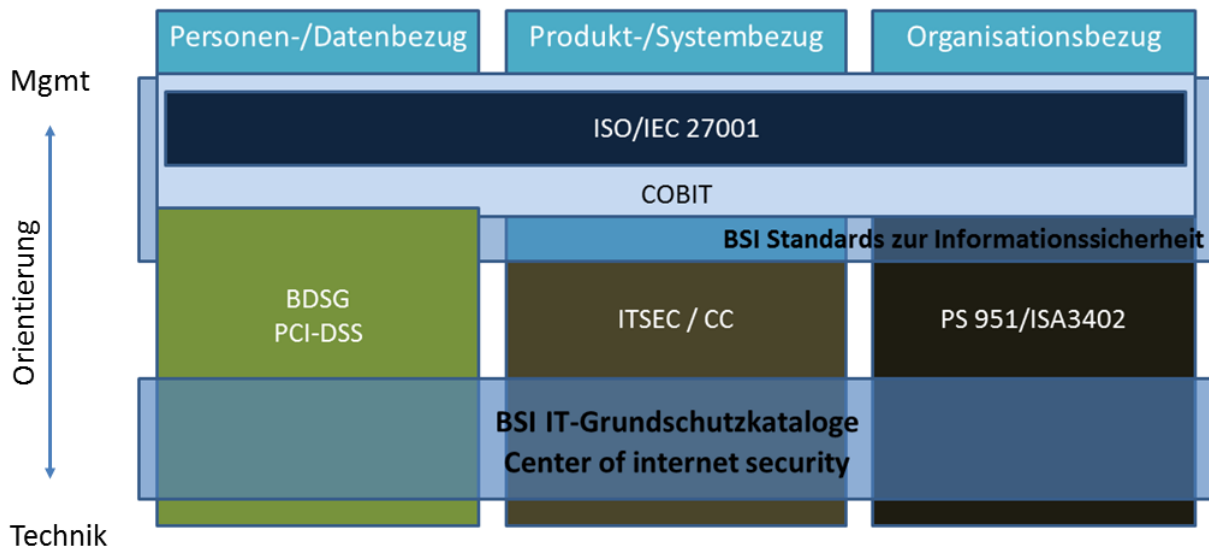 Personen-/Datenbezug
Produkt-/Systembezug
Organisationsbezug
Mgmt
ISO/IEC 27001
COBIT
BSI Standards zur Informationssicherheit
Orientierung
BDSG
PCI-DSS
ITSEC / CC
PS 951/ISA3402
BSI IT-Grundschutzkataloge
Center of internet security
Technik